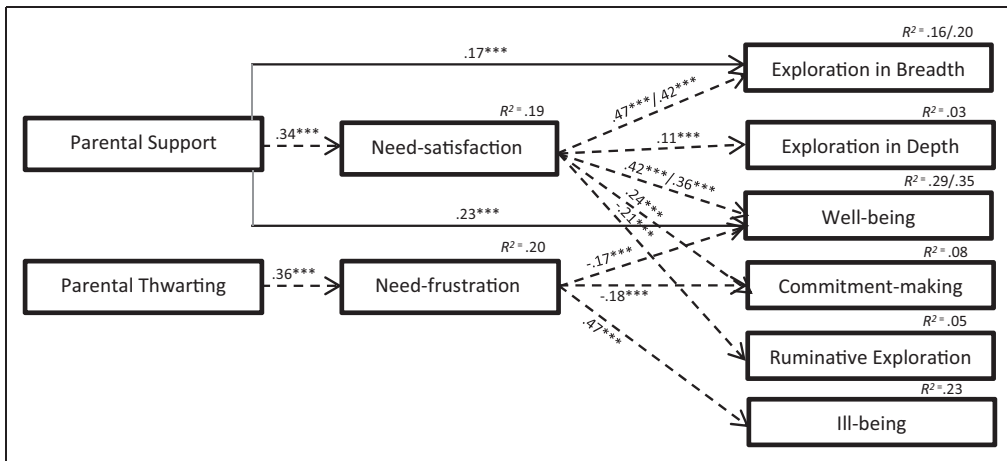 R² = .16/.20
.17***
Exploration in Breadth
.47***/.42***
R² = .19
R² = .03
Parental Support
.34***
Need-satisfaction
.11***
Exploration in Depth
.42***/.36***
R² = .29/.35
.24***
-.21***
.23***
Well-being
R² = .20
-.17***
R² = .08
Parental Thwarting
.36***
Need-frustration
-.18***
Commitment-making
.47***
R² = .05
Ruminative Exploration
R² = .23
Ill-being